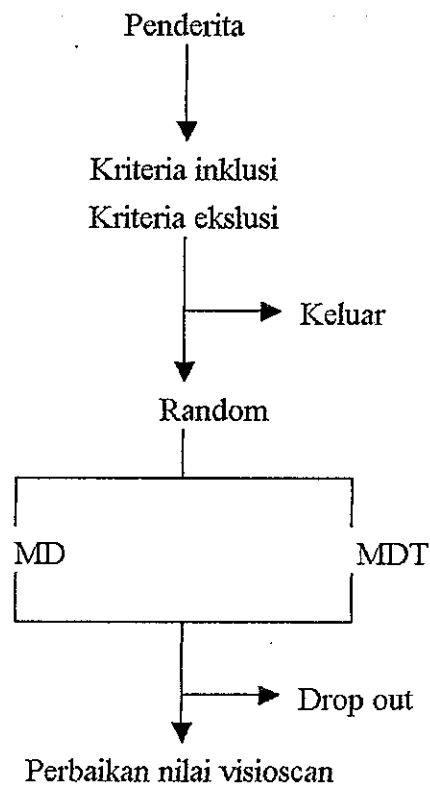 Penderita
Kriteria inklusi
Kriteria ekslusi
Keluar
Random
MD
MDT
Drop out
Perbaikan nilai visioscan